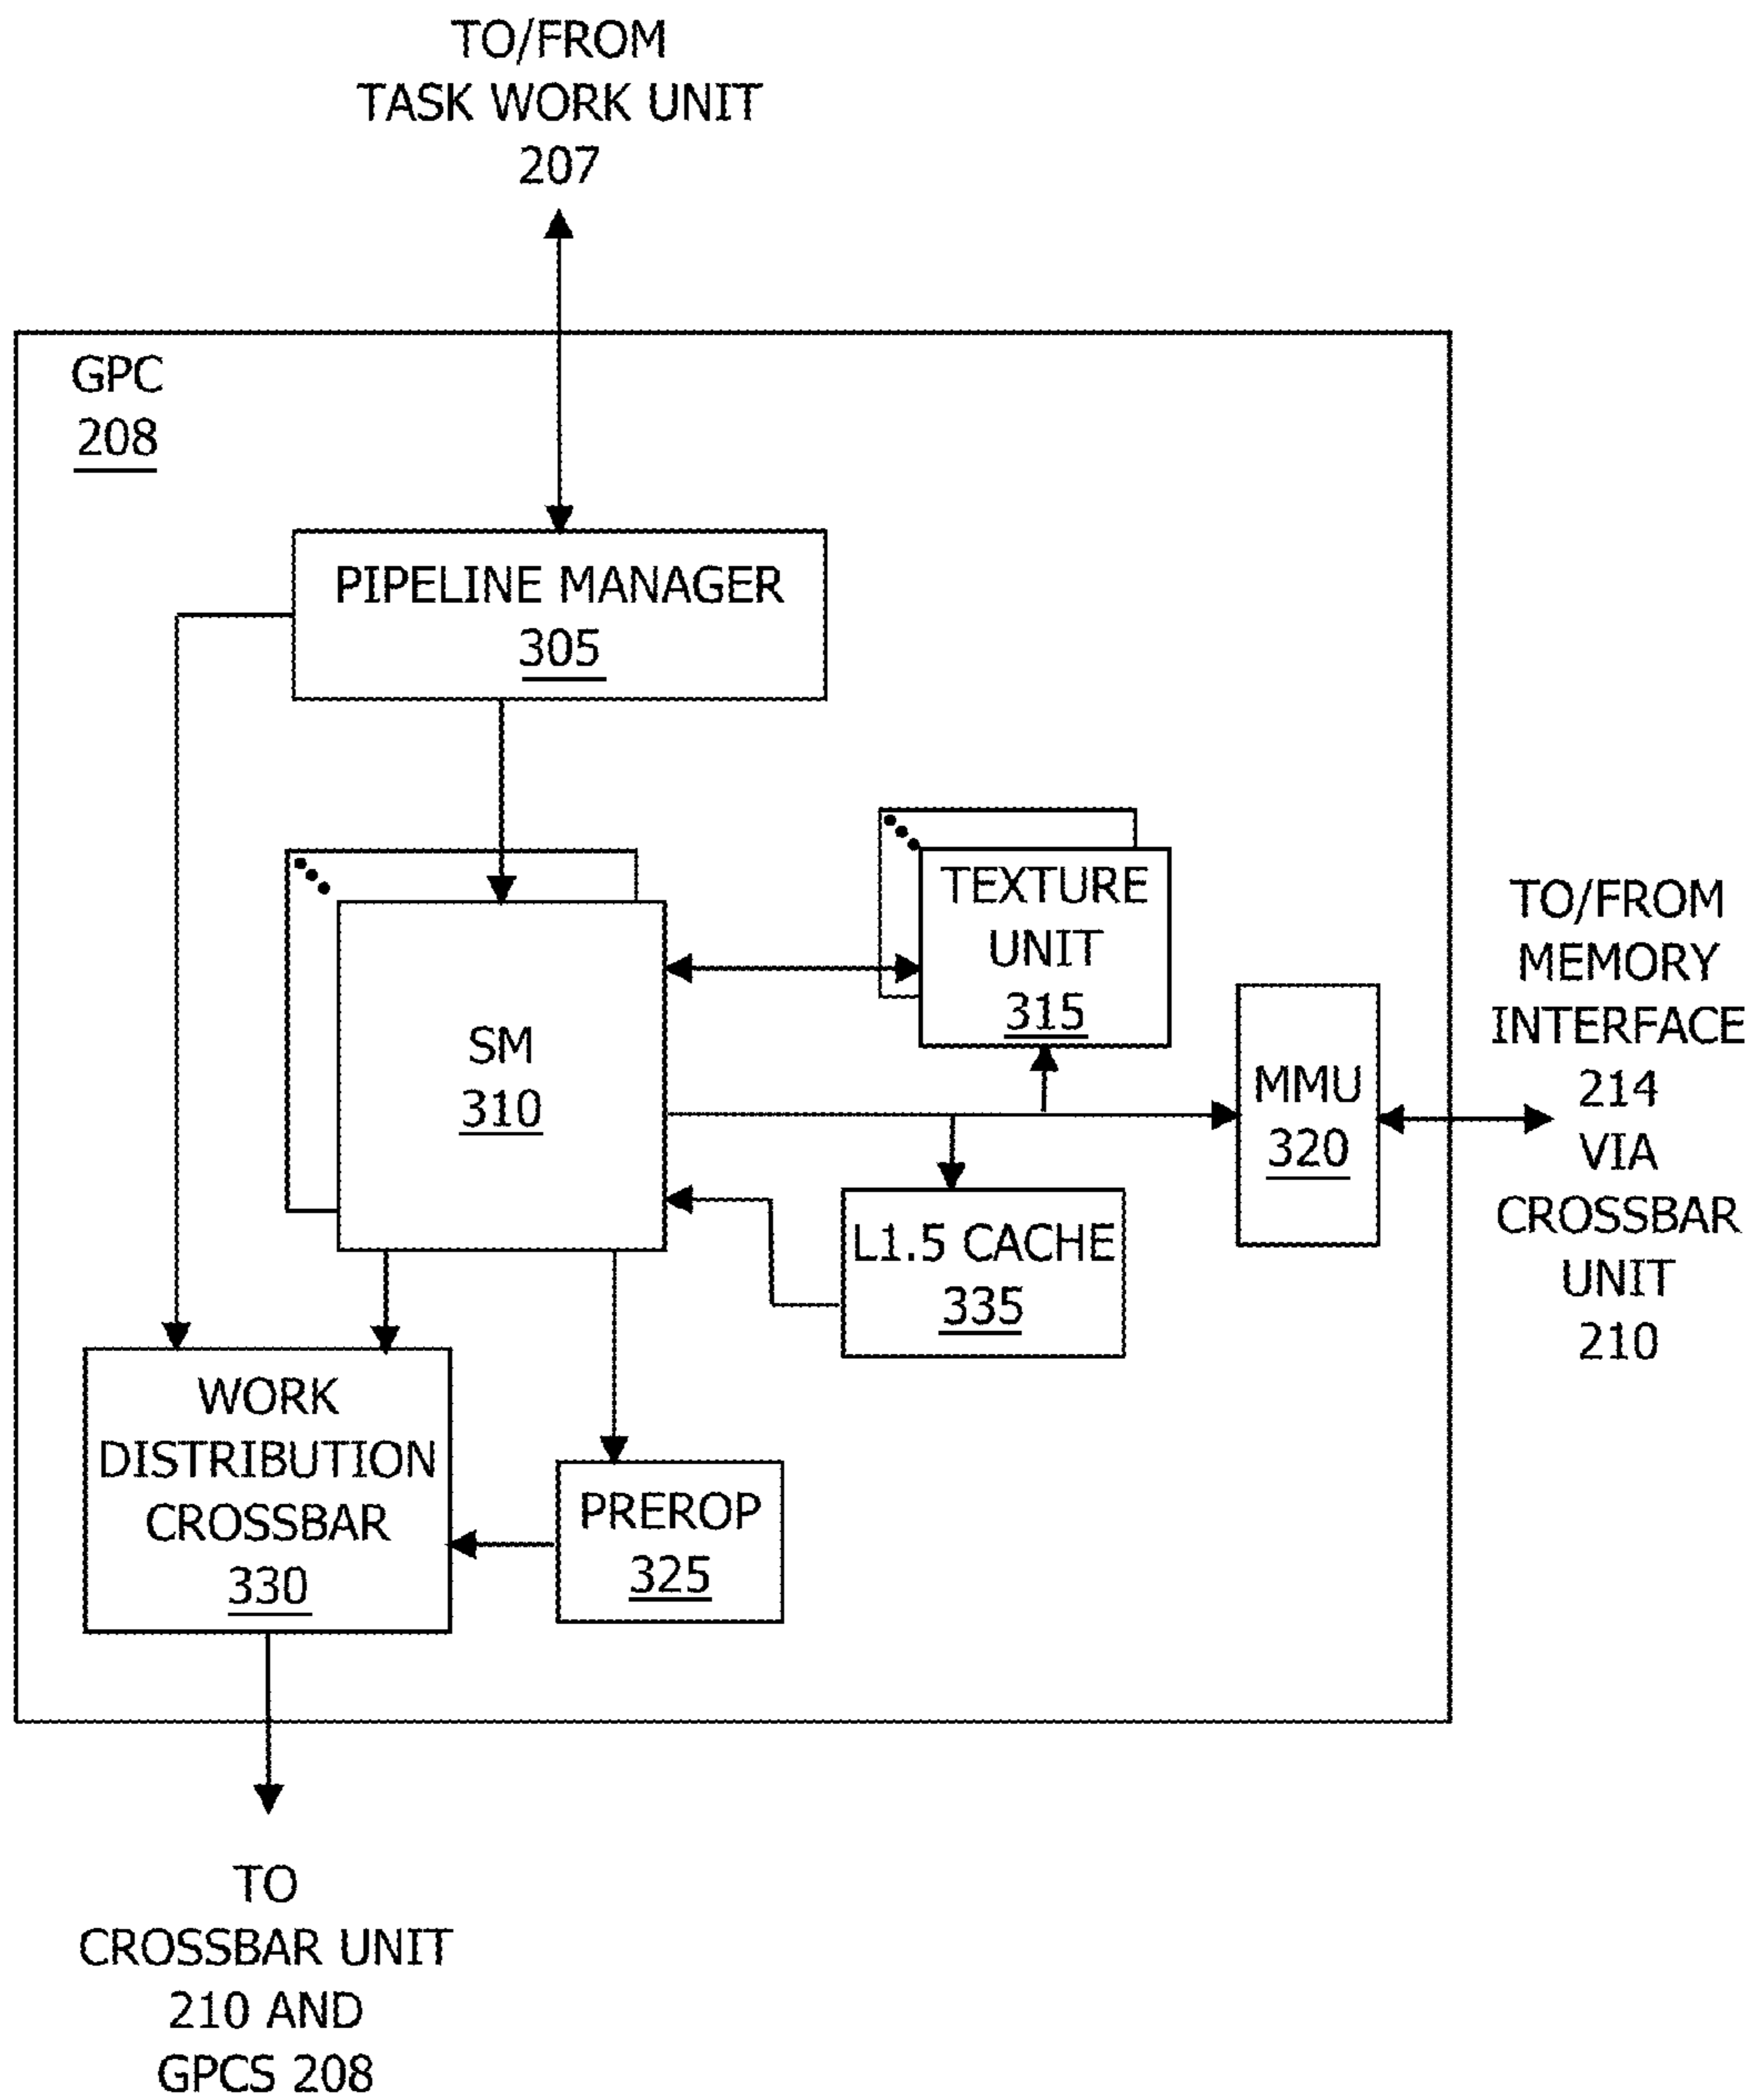 TO/FROM
TASK WORK UNIT
207
GPC
208
PIPELINE MANAGER
305
TEXTURE
UNIT
315
SM
310
MMU
320
TO/FROM
MEMORY
INTERFACE
214
VIA
CROSSBAR
UNIT
210
L1.5 CACHE
335
WORK
DISTRIBUTION
CROSSBAR
330
PREROP
325
TO
CROSSBAR UNIT
210 AND
GPCS 208